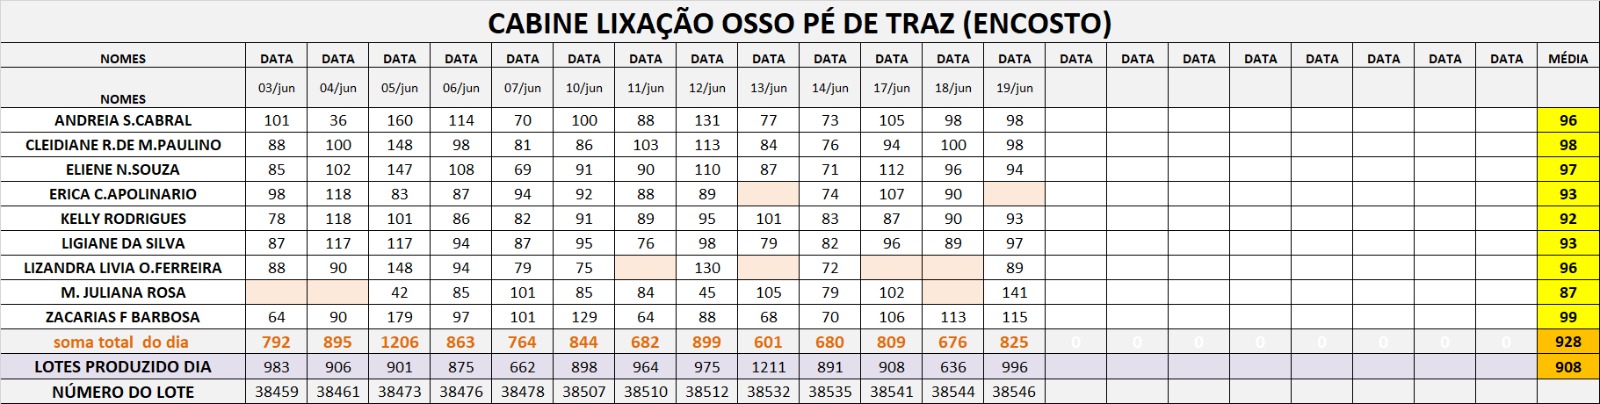 CABINE LIXAÇÃO OSSO PÉ DE TRAZ (ENCOSTO)
NOMES DATA DATA DATA DATA DATA DATA DATA DATA DATA DATA DATA DATA DATA DATA DATA DATA DATA DATA DATA DATA DATA MÉDIA
NOMES 03/jun 04/jun 05/jun 06/jun 07/jun 10/jun 11/jun 12/jun 13/jun 14/jun 17/jun 18/jun 19/jun
ANDREIA S.CABRAL 101 36 160 114 70 100 88 131 77 73 105 98 98 96
CLEIDIANE R.DE M.PAULINO 88 100 148 98 81 86 103 113 84 76 94 100 98 98
ELIENE N.SOUZA 85 102 147 108 69 91 90 110 87 71 112 96 94 97
ERICA C.APOLINARIO 98 118 83 87 94 92 88 89 74 107 90 93
KELLY RODRIGUES 78 118 101 86 82 91 89 95 101 83 87 90 93 92
LIGIANE DA SILVA 87 117 117 94 87 95 76 98 79 82 96 89 97 93
LIZANDRA LIVIA O.FERREIRA 88 90 148 94 79 75 130 72 89 96
M. JULIANA ROSA 42 85 101 85 84 45 105 79 102 141 87
ZACARIAS F BARBOSA 64 90 179 97 101 129 64 88 68 70 106 113 115 99
soma total do dia 792 895 1206 863 764 844 682 899 601 680 809 676 825 0 0 0 0 0 0 0 0 928
LOTES PRODUZIDO DIA 983 906 901 875 662 898 964 975 1211 891 908 636 996 908
NÚMERO DO LOTE 38459 38461 38473 38476 38478 38507 38510 38512 38532 38535 38541 38544 38546